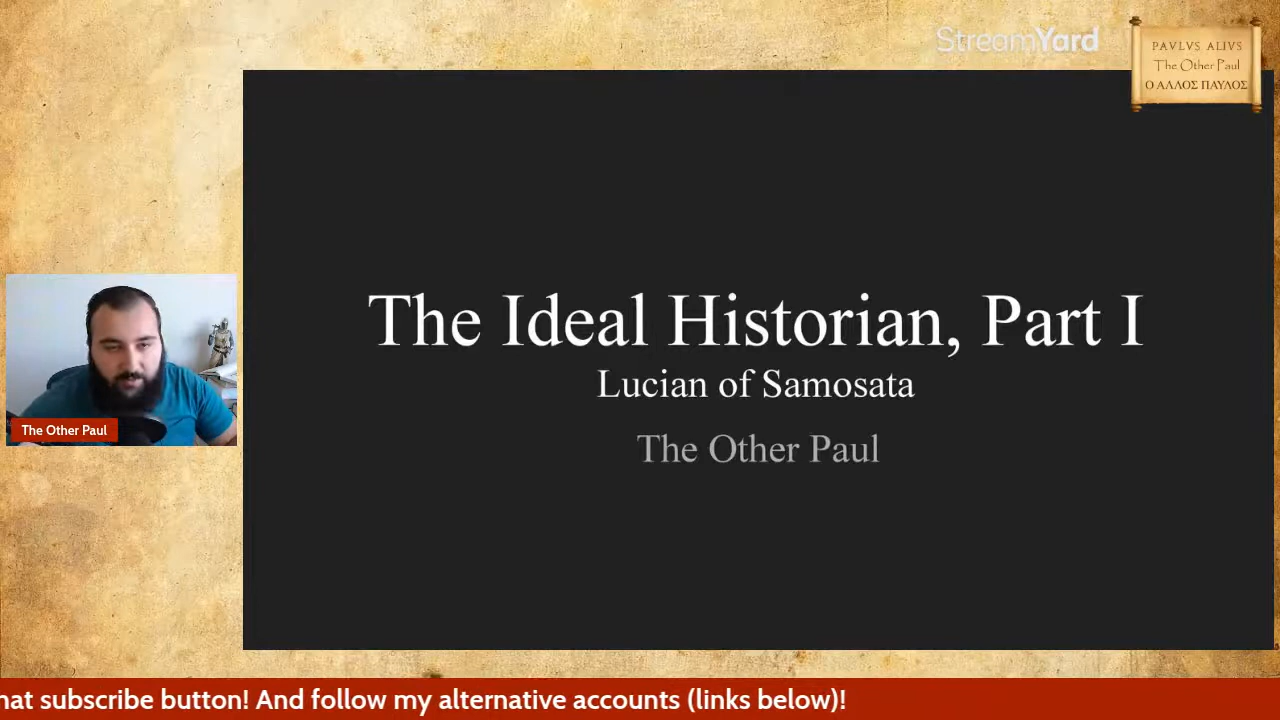 StreamYard
PAVLVS ALIVS
The Other Paul
Ο ΑΛΛΟΣ ΠΑΥΛΟΣ
The Ideal Historian, Part I
Lucian of Samosata
The Other Paul
The Other Paul
subscribe button! And follow my alternative accounts (links below)!